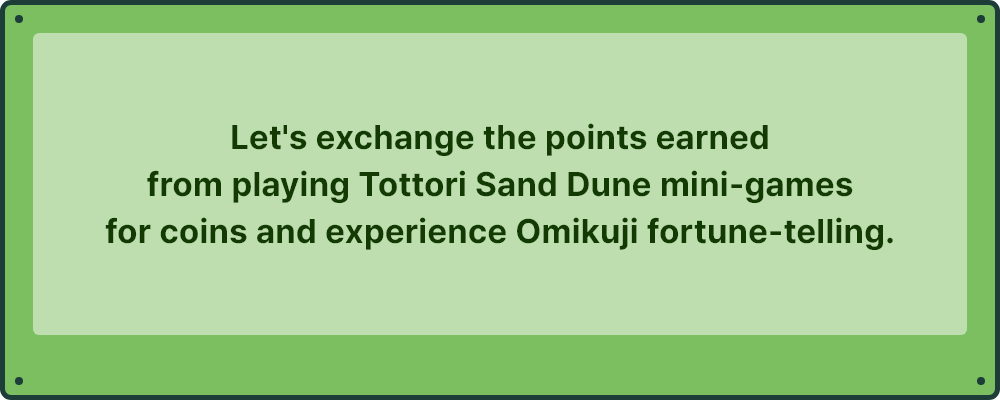 Let's exchange the points earned
from playing Tottori Sand Dune mini-games
for coins and experience Omikuji fortune-telling.